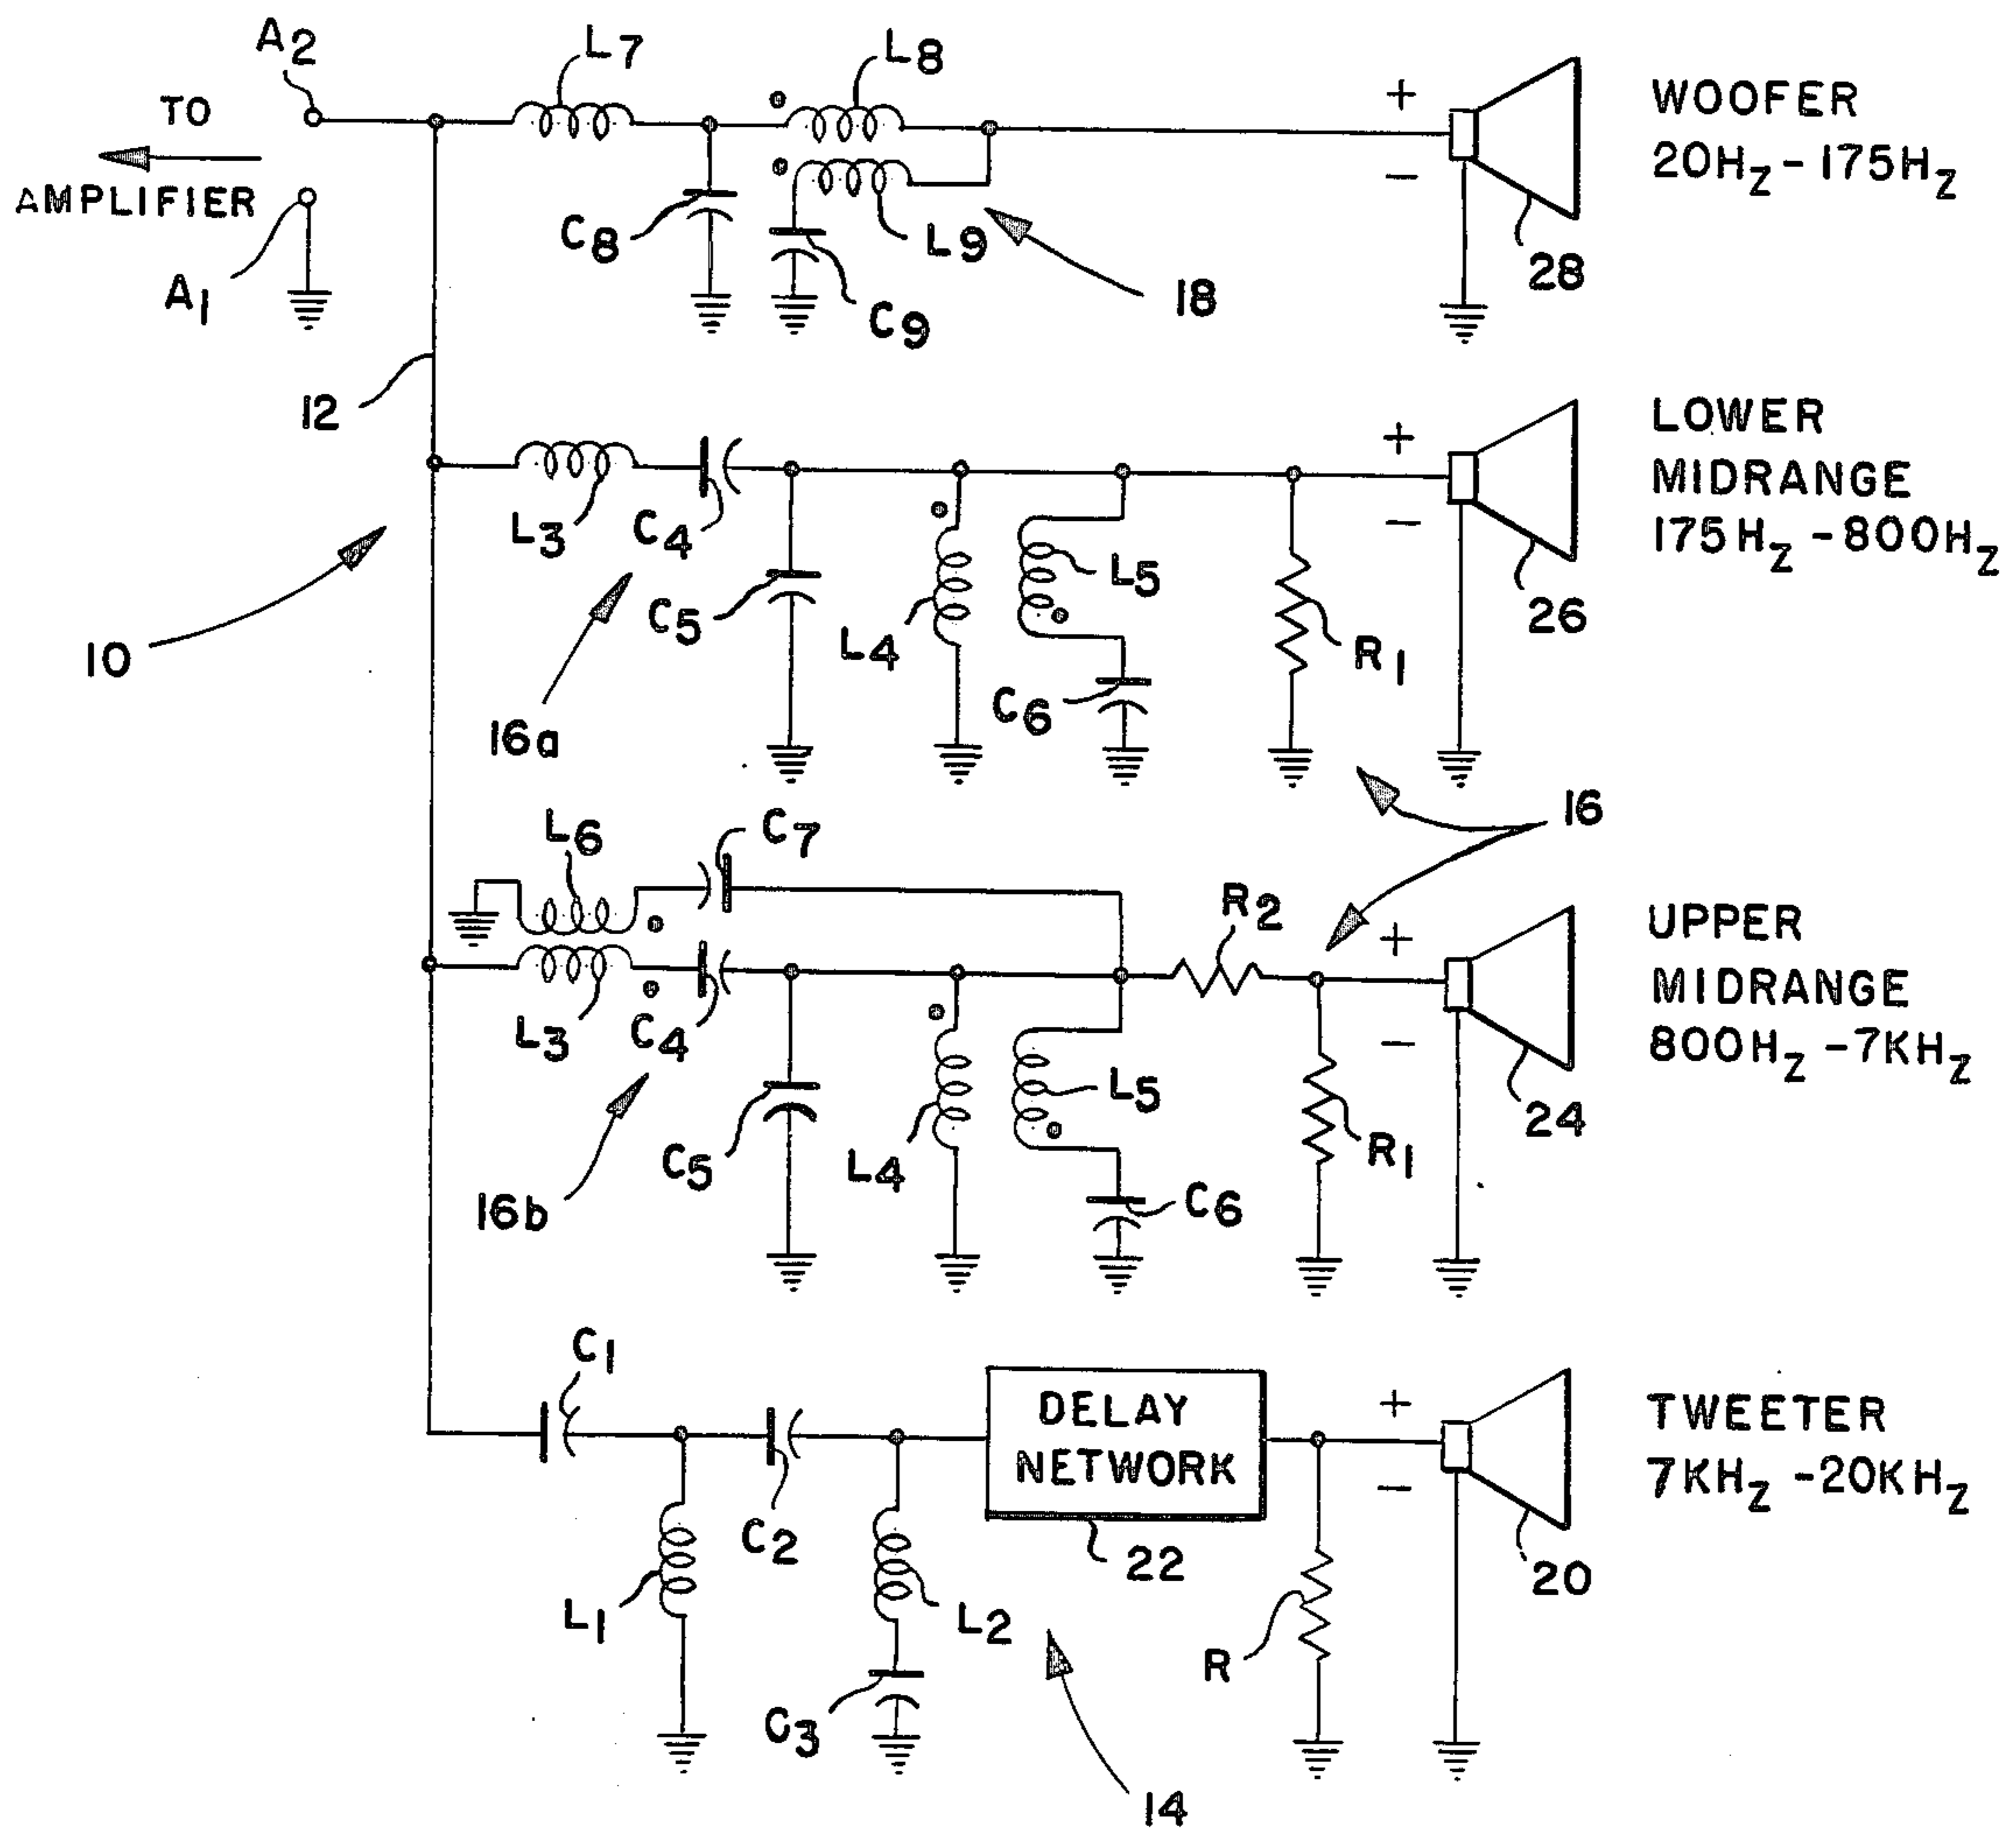 A2
TO
AMPLIFIER
A1
L7
L8
+
−
WOOFER
20HZ - 175HZ
C8
L9
C9
18
28
12
10
L3
C4
16a
C5
L4
L5
C6
R1
+
−
LOWER
MIDRANGE
175HZ - 800HZ
26
16
L6
C7
L3
C4
16b
C5
L4
L5
C6
R2
R1
+
−
UPPER
MIDRANGE
800HZ - 7KHZ
24
C1
L1
C2
L2
C3
DELAY
NETWORK
22
14
R
+
−
TWEETER
7KHZ - 20KHZ
20